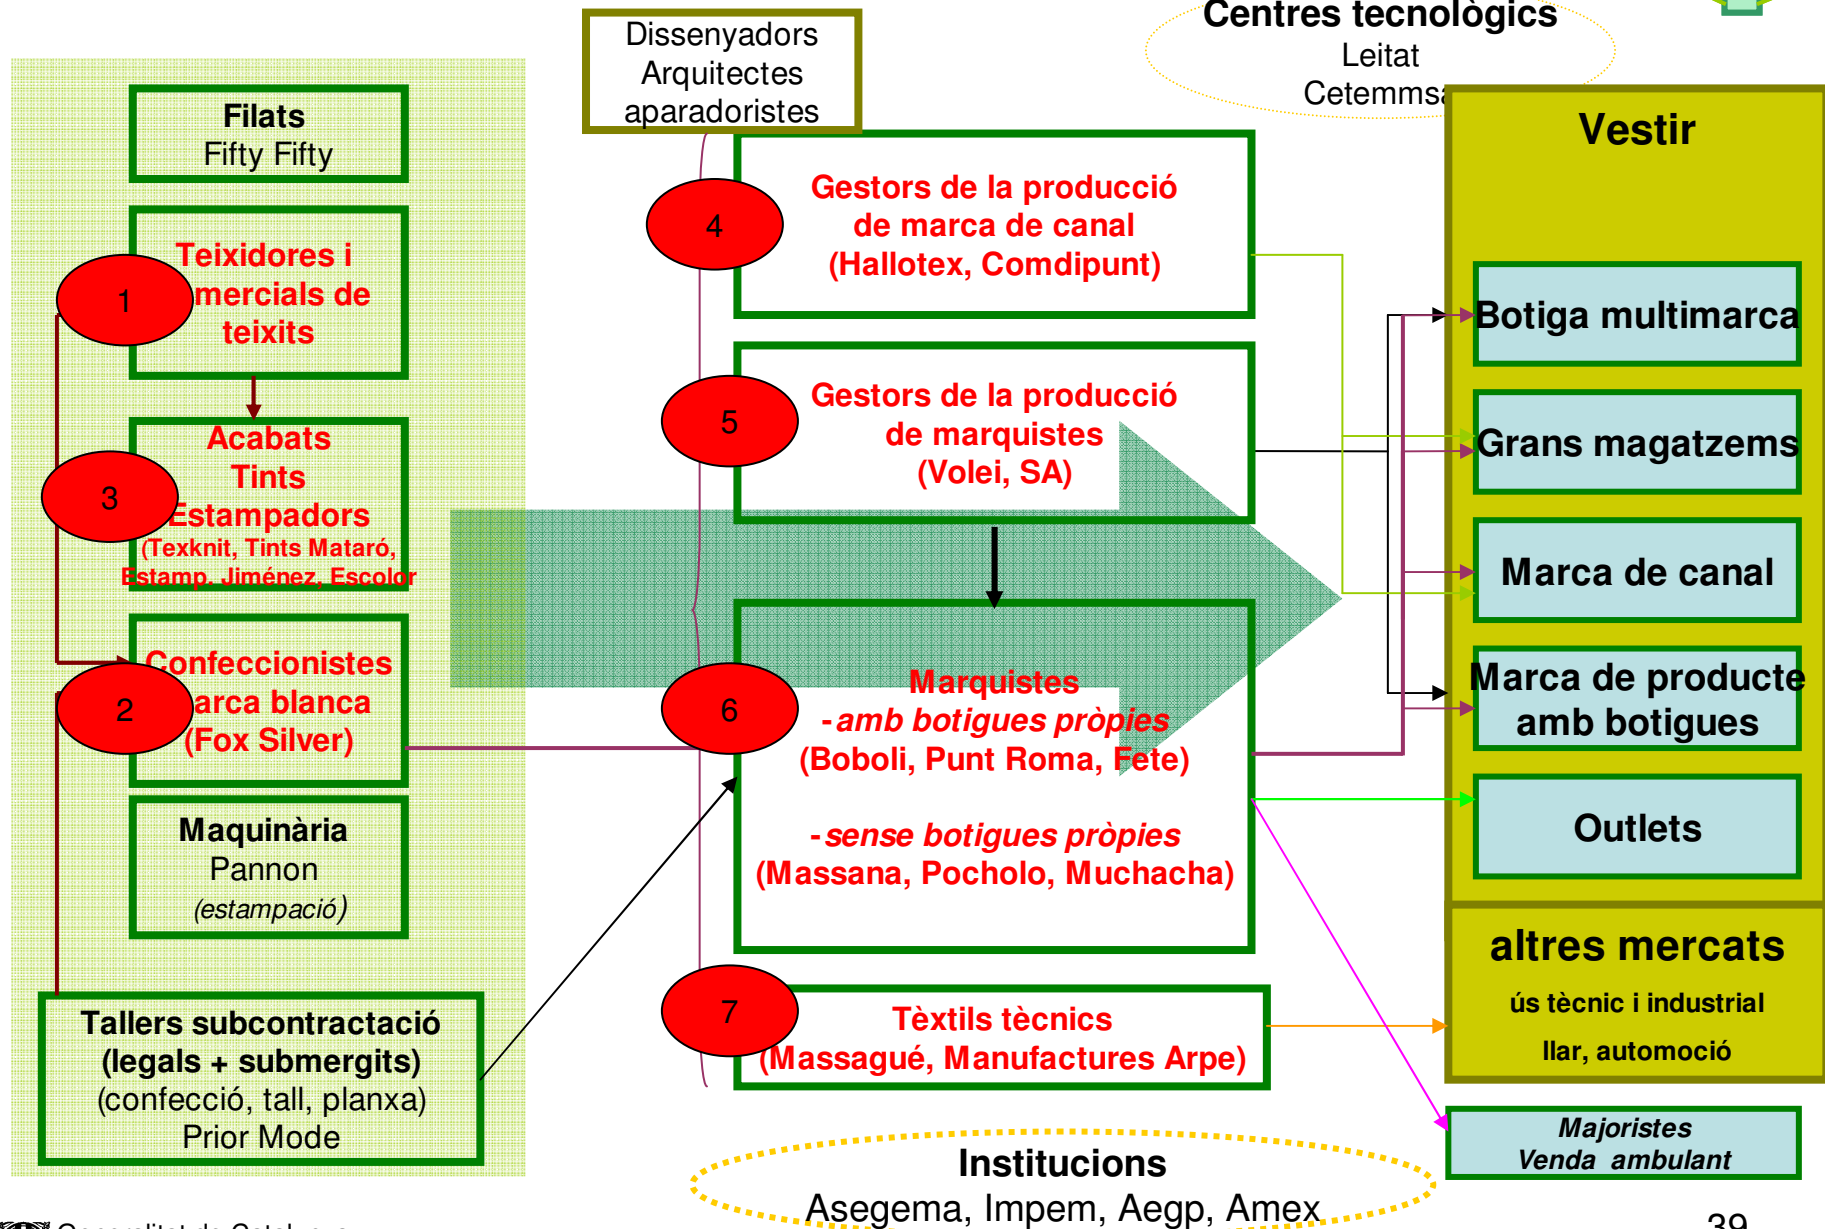 Dissenyadors
Arquitectes
aparadoristes
Centres tecnològics
Leitat
Cetemmsa
Filats
Fifty Fifty
1
Teixidores i
mercials de
teixits
3
Acabats
Tints
Estampadors
(Texknit, Tints Mataró,
Estamp. Jiménez, Escolor
2
Confeccionistes
arca blanca
(Fox Silver)
Maquinària
Pannon
(estampació)
Tallers subcontractació
(legals + submergits)
(confecció, tall, planxa)
Prior Mode
4
Gestors de la producció
de marca de canal
(Hallotex, Comdipunt)
5
Gestors de la producció
de marquistes
(Volei, SA)
6
Marquistes
-amb botigues pròpies
(Boboli, Punt Roma, Fete)
-sense botigues pròpies
(Massana, Pocholo, Muchacha)
7
Tèxtils tècnics
(Massagué, Manufactures Arpe)
Vestir
Botiga multimarca
Grans magatzems
Marca de canal
Marca de producte
amb botigues
Outlets
altres mercats
ús tècnic i industrial
llar, automoció
Majoristes
Venda ambulant
Institucions
Asegema, Impem, Aegp, Amex
Generalitat de Catalunya
39